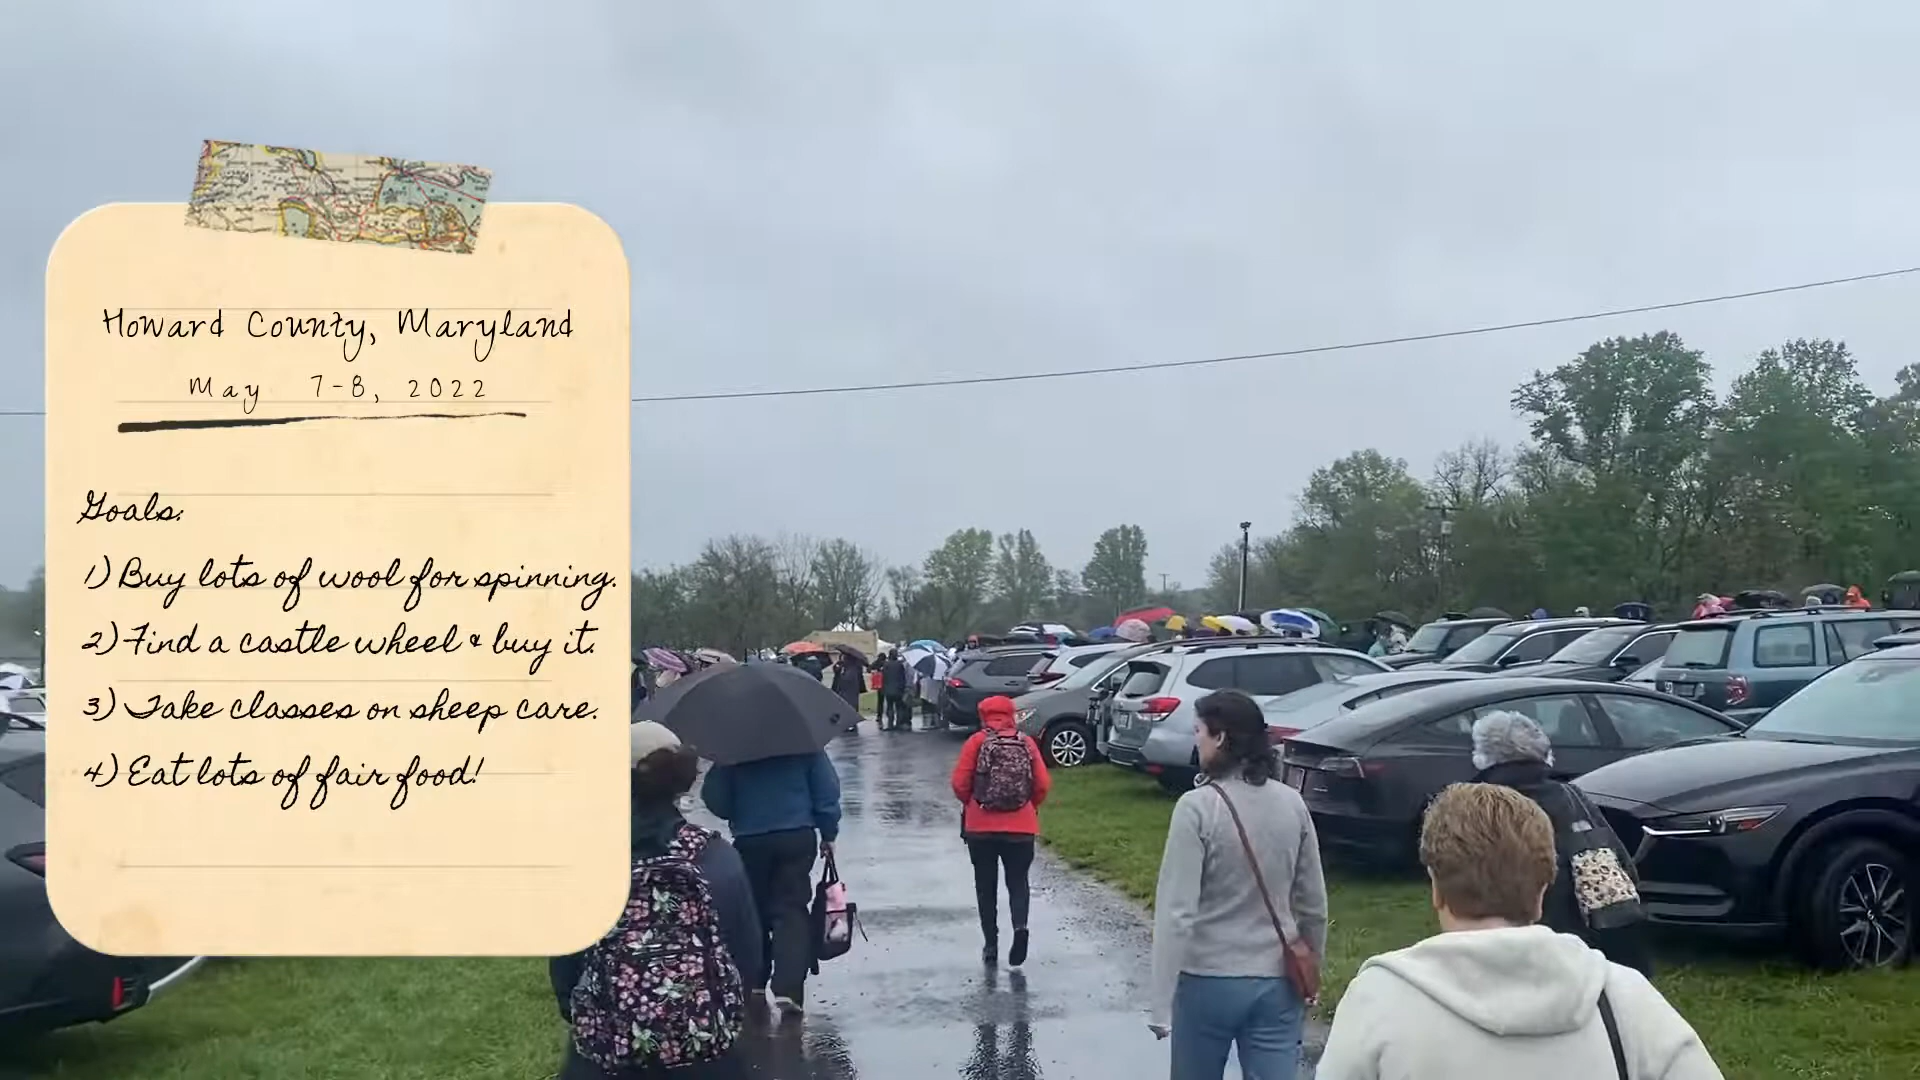 Howard County, Maryland
May 7-8, 2022
Goals:
1) Buy lots of wool for spinning.
2) Find a castle wheel & buy it.
3) Take classes on sheep care.
4) Eat lots of fair food!